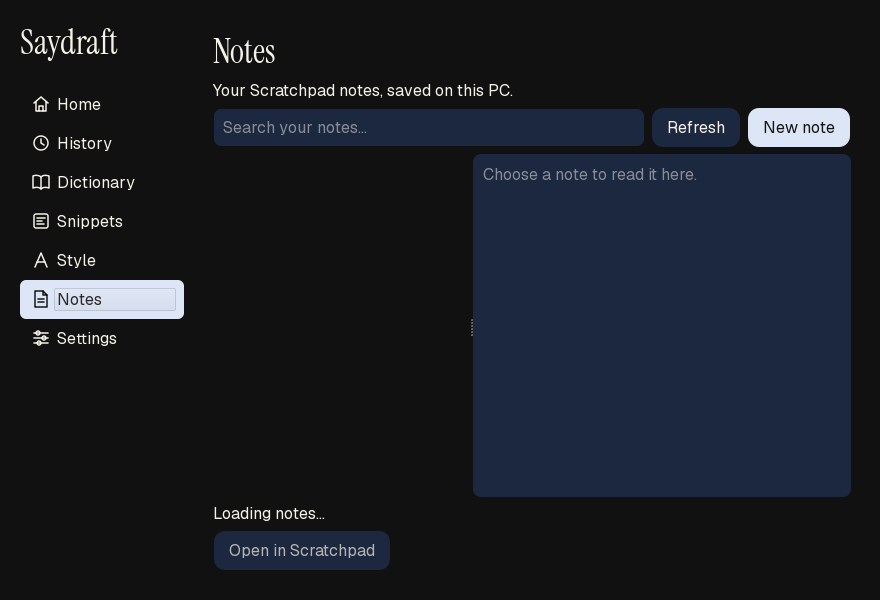 Saydraft
Home
History
Dictionary
Snippets
Style
Notes
Settings
Notes
Your Scratchpad notes, saved on this PC.
Search your notes...
Refresh
New note
Choose a note to read it here.
Loading notes...
Open in Scratchpad